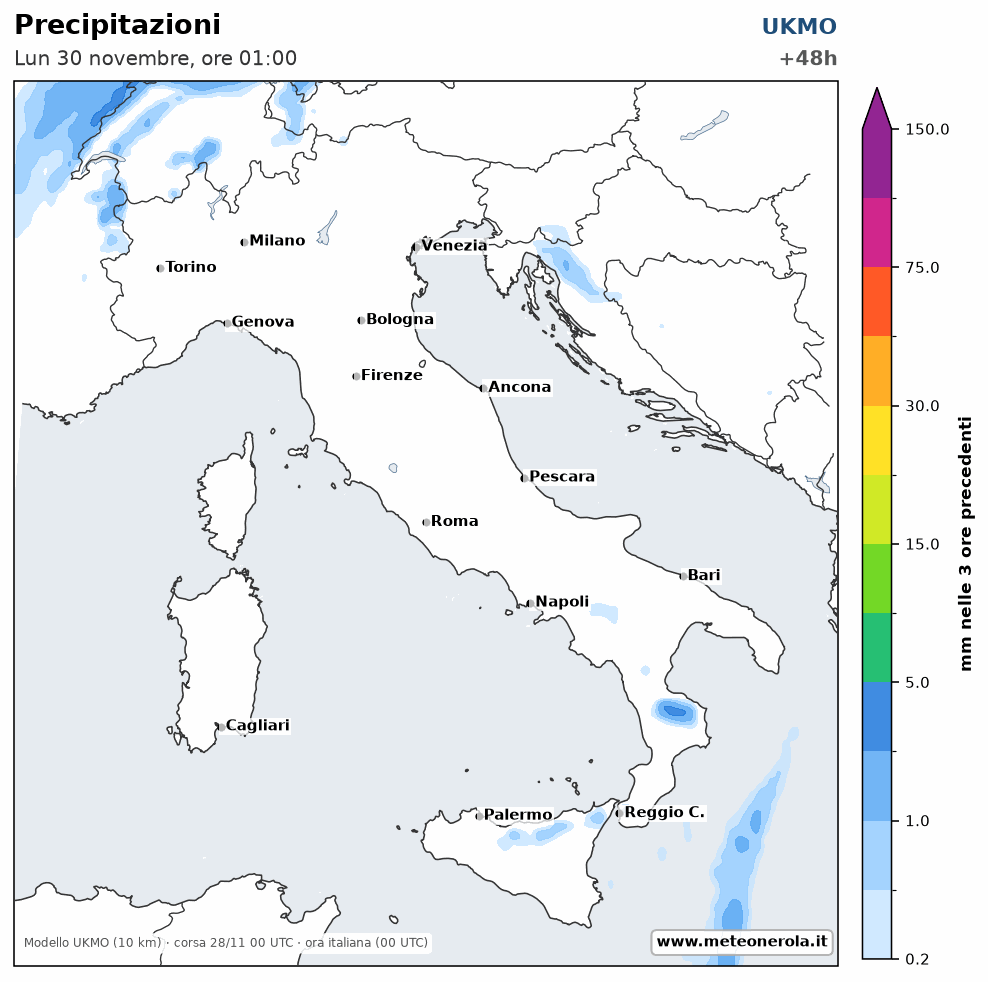 Precipitazioni
UKMO
Lun 30 novembre, ore 01:00
+48h
150.0
75.0
30.0
15.0
5.0
1.0
0.2
mm nelle 3 ore precedenti
Milano
Venezia
Torino
Genova
Bologna
Firenze
Ancona
Pescara
Roma
Bari
Napoli
Cagliari
Palermo
Reggio C.
Modello UKMO (10 km) · corsa 28/11 00 UTC · ora italiana (00 UTC)
www.meteonerola.it